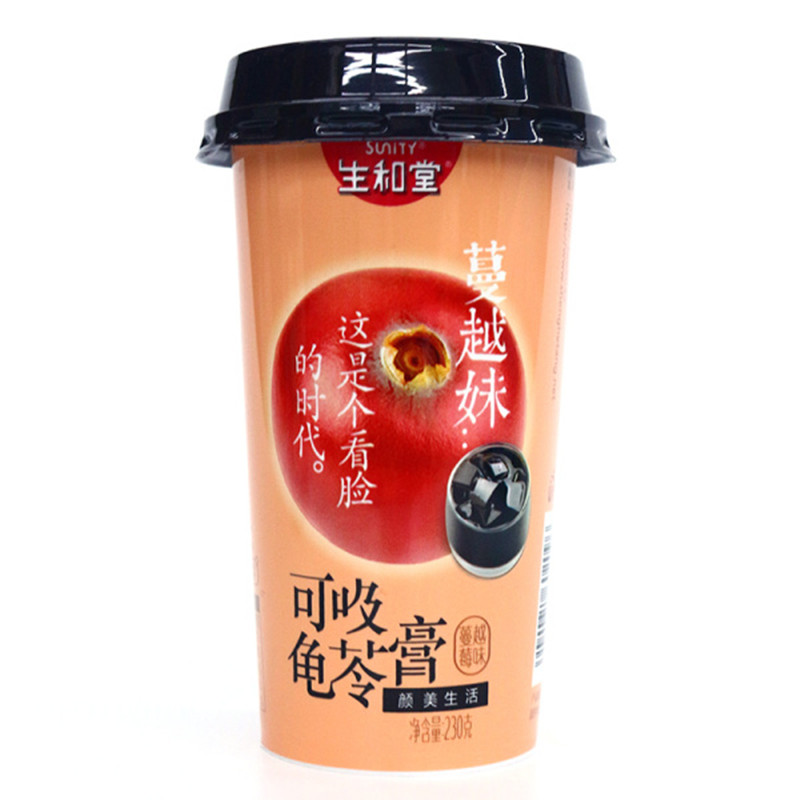 SUNITY®
生和堂®
蔓越妹:
这是个看脸
的时代。
可吸
龟苓膏
蔓越
莓味
颜美生活
净含量:230克